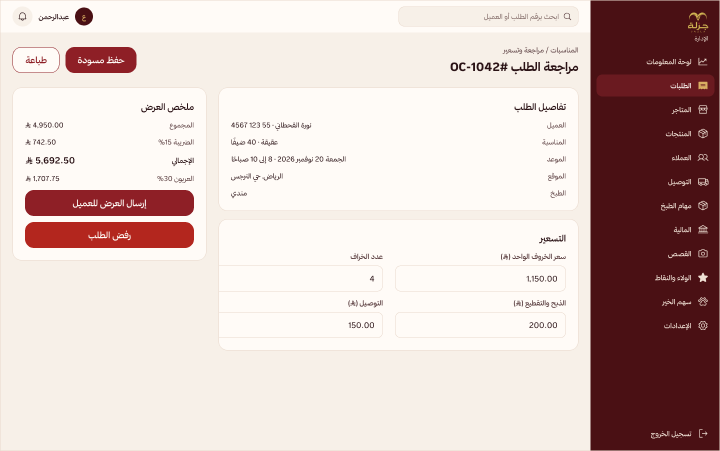 جزلة
الإدارة
لوحة المعلومات
الطلبات
المتاجر
المنتجات
العملاء
التوصيل
مهام الطبخ
المالية
القصص
الولاء والنقاط
سهم الخير
الإعدادات
تسجيل الخروج
ابحث برقم الطلب أو العميل
ع
عبدالرحمن
المناسبات / مراجعة وتسعير
مراجعة الطلب #OC-1042
حفظ مسودة
طباعة
تفاصيل الطلب
العميل نورة القحطاني · 55 123 4567
المناسبة عقيقة · 40 ضيفًا
الموعد الجمعة 20 نوفمبر 2026 · 8 إلى 10 صباحًا
الموقع الرياض، حي النرجس
الطبخ مندي
التسعير
سعر الخروف الواحد (⃁) عدد الخراف
1,150.00 4
الذبح والتقطيع (⃁) التوصيل (⃁)
200.00 150.00
ملخص العرض
المجموع 4,950.00 ⃁
الضريبة 15% 742.50 ⃁
الإجمالي 5,692.50 ⃁
العربون 30% 1,707.75 ⃁
إرسال العرض للعميل
رفض الطلب